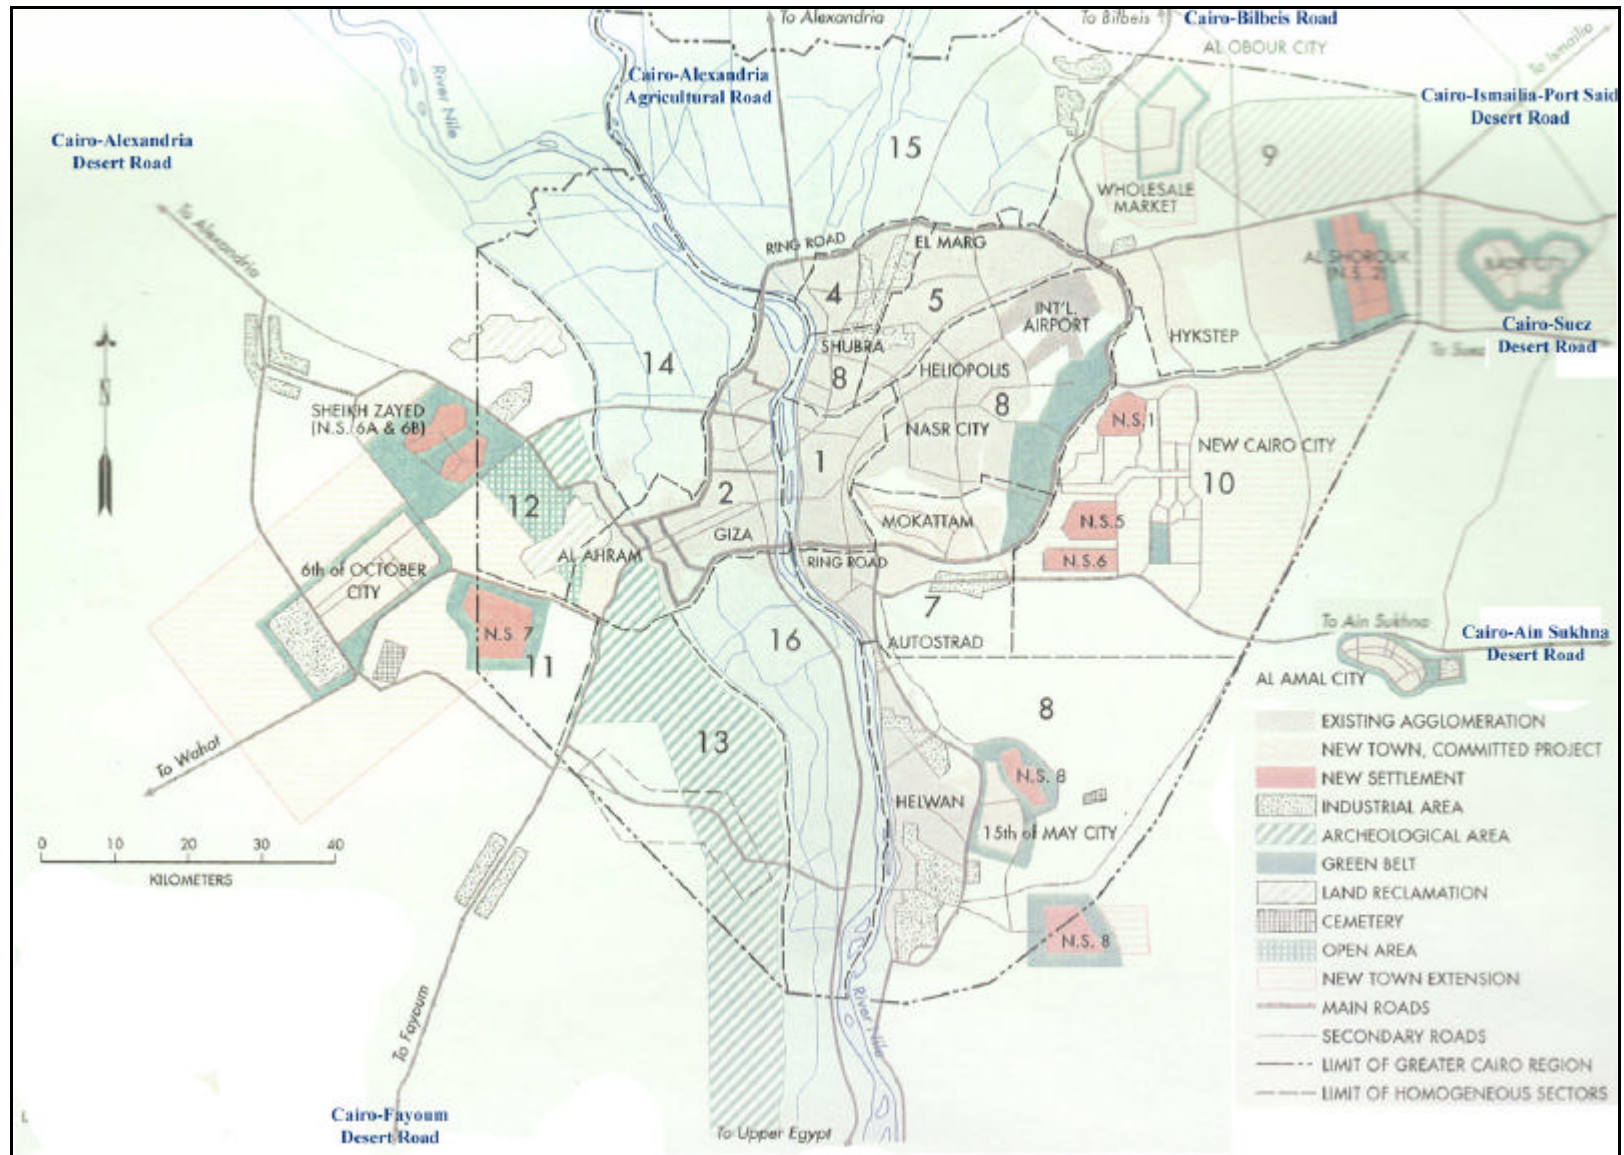 To Alexandria
To Bilbeis
Cairo-Bilbeis Road
AL OBOUR CITY
To Ismailia
River Nile
Cairo-Alexandria
Agricultural Road
Cairo-Ismailia-Port Said
Desert Road
Cairo-Alexandria
Desert Road
15
9
WHOLESALE
MARKET
To Alexandria
RING ROAD
EL MARG
AL SHOROUK
(N.S. 2)
BADR CITY
4
5
INT'L.
AIRPORT
Cairo-Suez
Desert Road
To Suez
SHUBRA
HYKSTEP
14
8
HELIOPOLIS
8
SHEIKH ZAYED
(N.S. 6A & 6B)
N.S. 1
NASR CITY
NEW CAIRO CITY
1
10
2
12
MOKATTAM
N.S.5
GIZA
AL AHRAM
RING ROAD
N.S.6
6th of OCTOBER
CITY
7
N.S. 7
16
AUTOSTRAD
To Ain Sukhna
Cairo-Ain Sukhna
Desert Road
11
AL AMAL CITY
8
13
To Wahat
N.S. 8
HELWAN
15th of MAY CITY
0 10 20 30 40
KILOMETERS
N.S. 8
River Nile
To Fayoum
Cairo-Fayoum
Desert Road
To Upper Egypt
EXISTING AGGLOMERATION
NEW TOWN, COMMITTED PROJECT
NEW SETTLEMENT
INDUSTRIAL AREA
ARCHEOLOGICAL AREA
GREEN BELT
LAND RECLAMATION
CEMETERY
OPEN AREA
NEW TOWN EXTENSION
MAIN ROADS
SECONDARY ROADS
LIMIT OF GREATER CAIRO REGION
LIMIT OF HOMOGENEOUS SECTORS